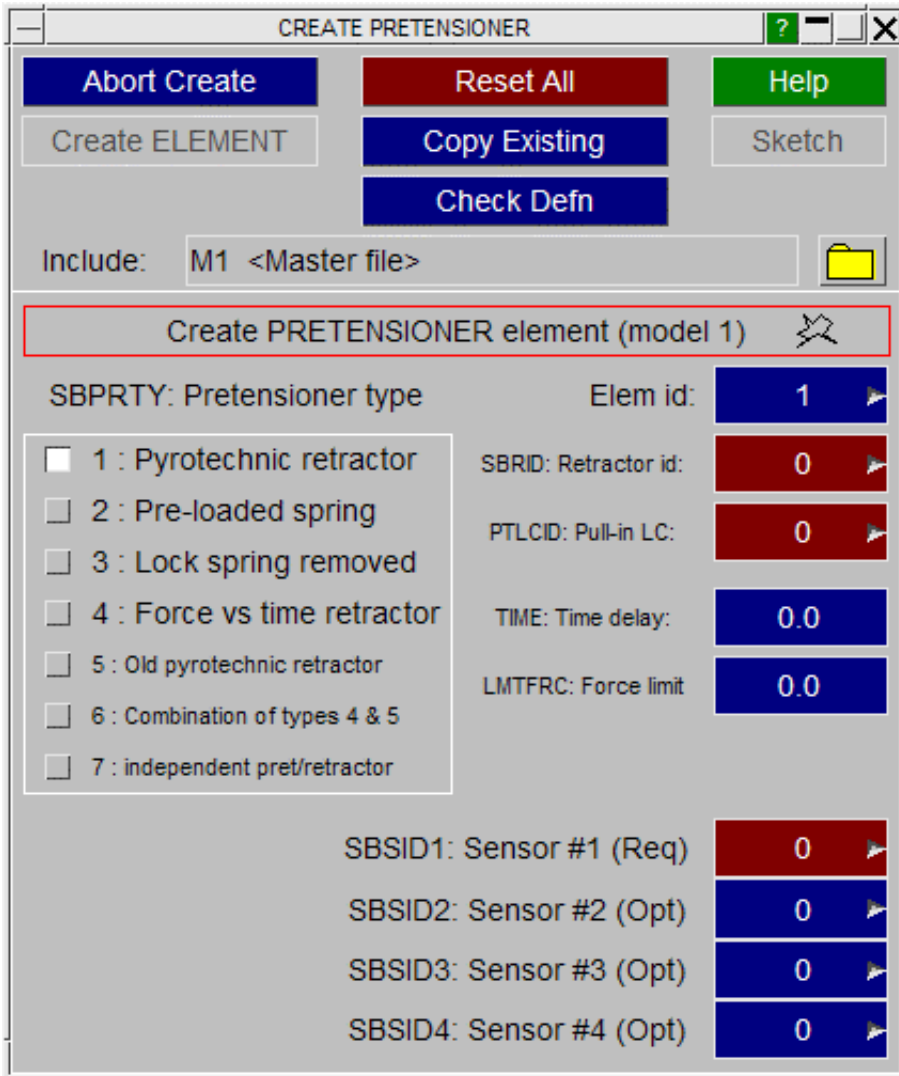 CREATE PRETENSIONER ?
Abort Create Reset All Help
Create ELEMENT Copy Existing Sketch
Check Defn
Include: M1 <Master file>
Create PRETENSIONER element (model 1)
SBPRTY: Pretensioner type Elem id: 1
1 : Pyrotechnic retractor SBRID: Retractor id: 0
2 : Pre-loaded spring
PTLCID: Pull-in LC: 0
3 : Lock spring removed
4 : Force vs time retractor TIME: Time delay: 0.0
5 : Old pyrotechnic retractor
LMTFRC: Force limit 0.0
6 : Combination of types 4 & 5
7 : independent pret/retractor
SBSID1: Sensor #1 (Req) 0
SBSID2: Sensor #2 (Opt) 0
SBSID3: Sensor #3 (Opt) 0
SBSID4: Sensor #4 (Opt) 0